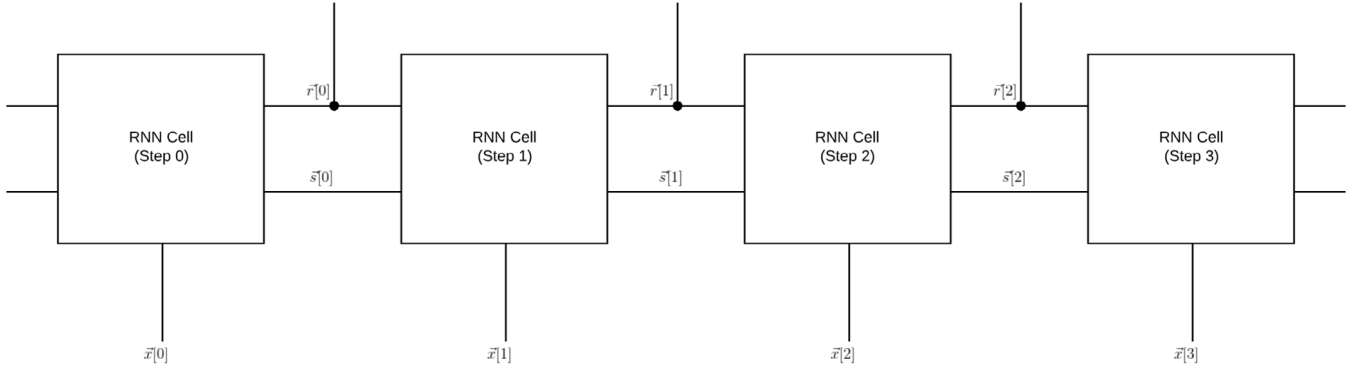 r⃗[0]
r⃗[1]
r⃗[2]
RNN Cell
(Step 0)
RNN Cell
(Step 1)
RNN Cell
(Step 2)
RNN Cell
(Step 3)
s⃗[0]
s⃗[1]
s⃗[2]
x⃗[0]
x⃗[1]
x⃗[2]
x⃗[3]